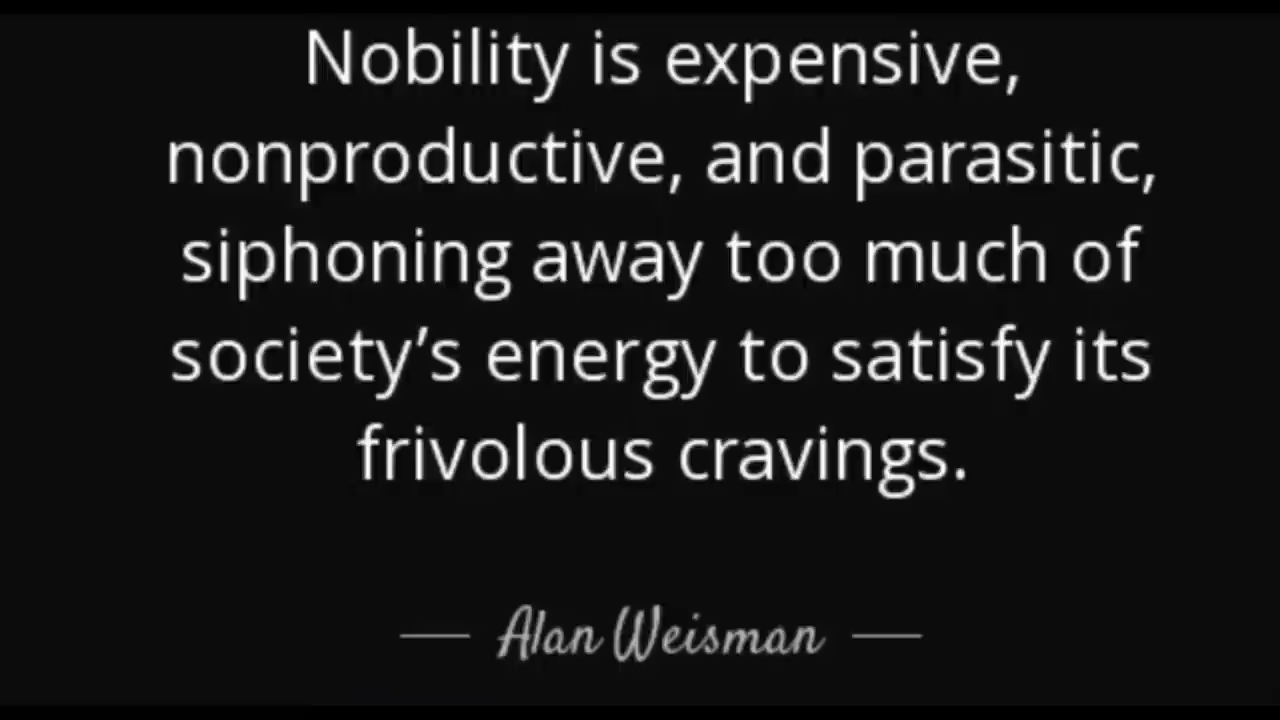 Nobility is expensive,
nonproductive, and parasitic,
siphoning away too much of
society’s energy to satisfy its
frivolous cravings.
Alan Weisman